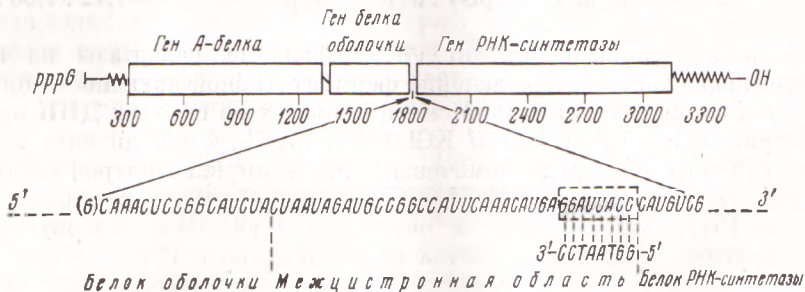 Ген А-белка
Ген белка
оболочки
Ген РНК-синтетазы
pppG
OH
300 600 900 1200 1500 1800 2100 2400 2700 3000 3300
5' (G)CAAACUCCGGCAUCUACUAAUAGAUGCCGGCCAUUCAAACAUGAGGAUUACCCAUGUCG 3'
3'-CCTAATGG-5'
Белок оболочки Межцистронная область Белок РНК-синтетазы